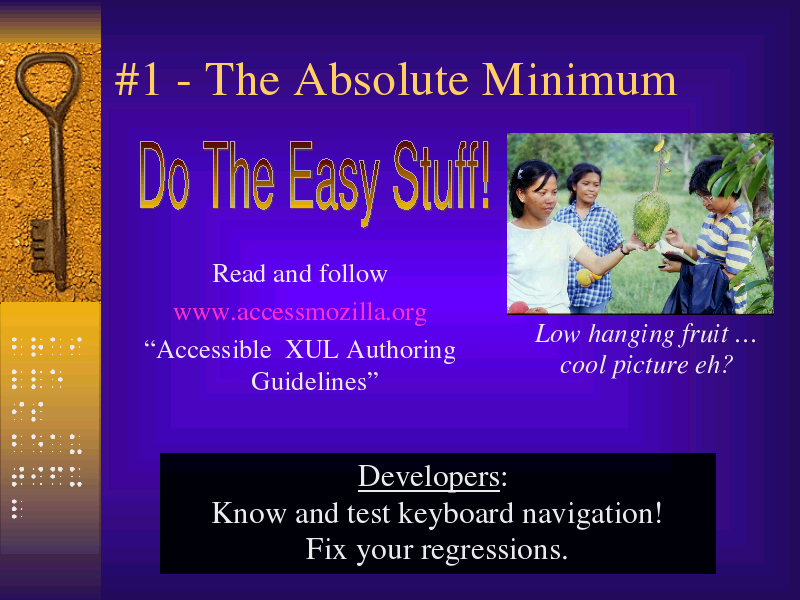 #1 - The Absolute Minimum
Do The Easy Stuff!
Read and follow
www.accessmozilla.org
“Accessible XUL Authoring
Guidelines”
Low hanging fruit …
cool picture eh?
Developers:
Know and test keyboard navigation!
Fix your regressions.